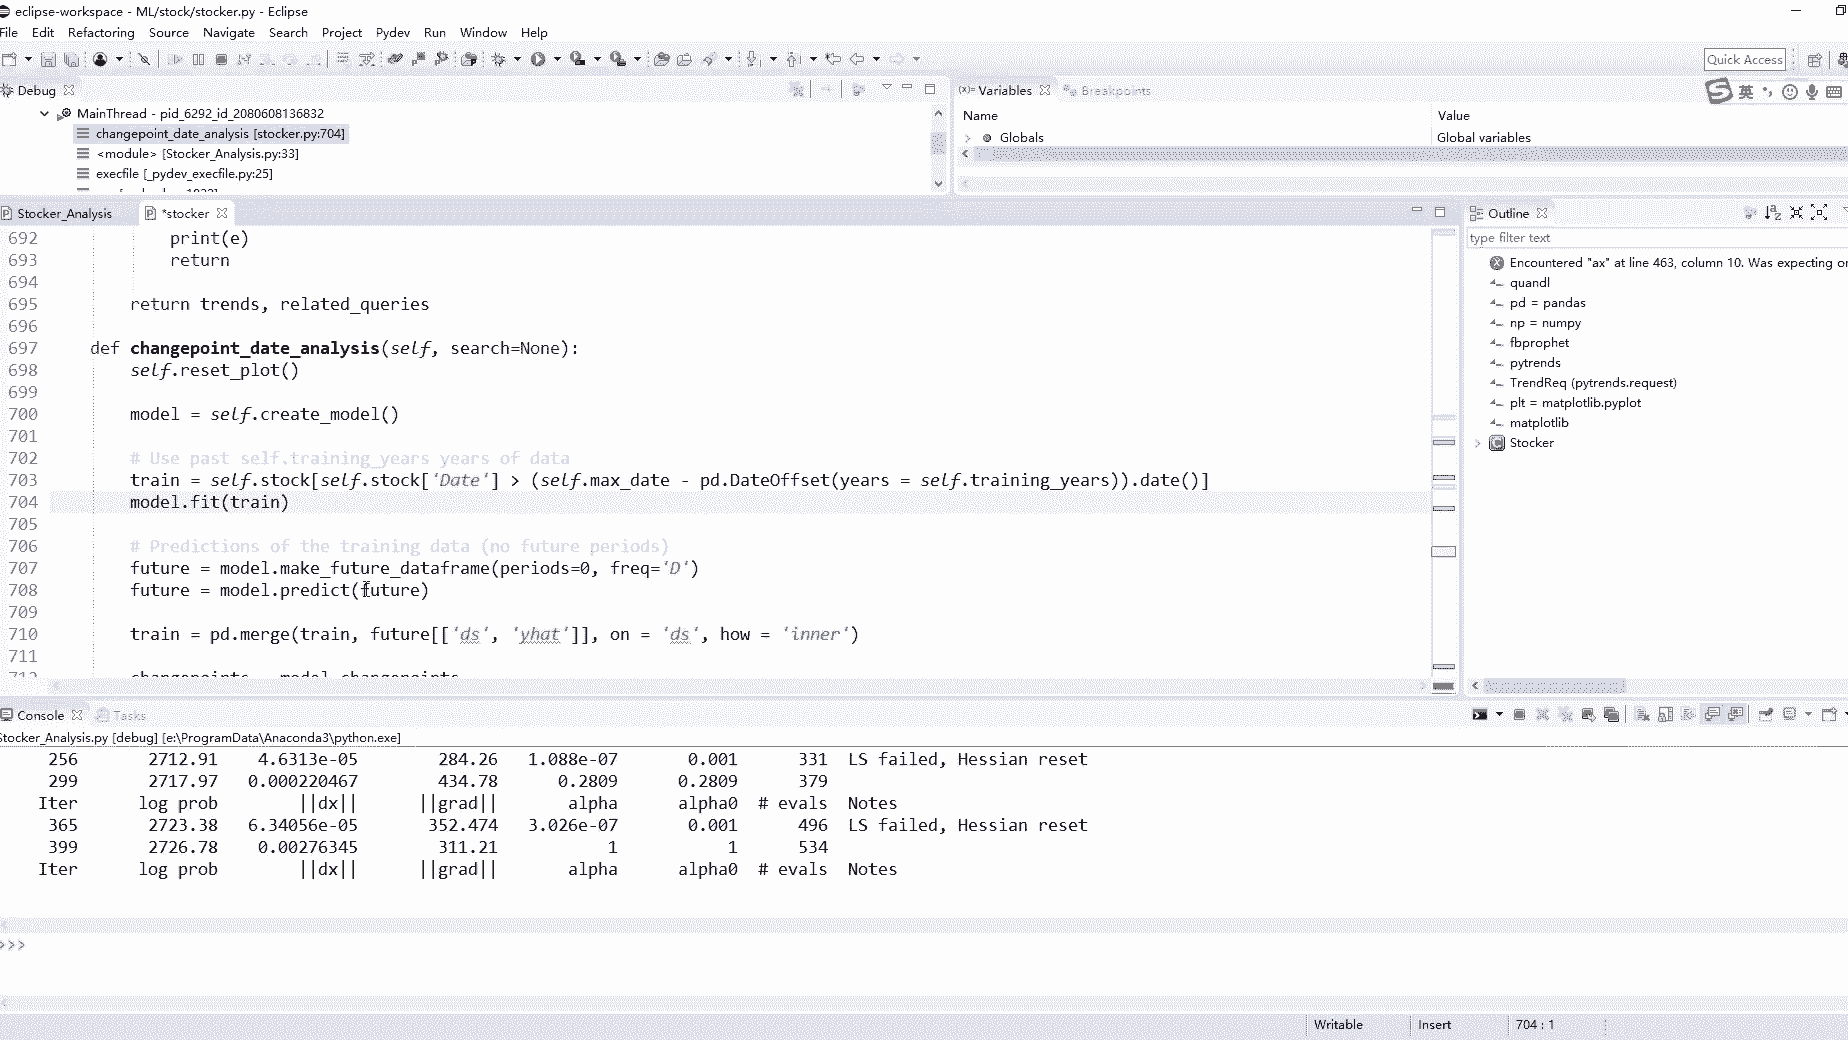 eclipse-workspace - ML/stock/stocker.py - Eclipse
File Edit Refactoring Source Navigate Search Project Pydev Run Window Help
Quick Access
Debug
MainThread - pid_6292_id_2080608136832
changepoint_date_analysis [stocker.py:704]
<module> [Stocker_Analysis.py:33]
execfile [_pydev_execfile.py:25]
(x)= Variables Breakpoints
英
Name Value
Globals Global variables
Stocker_Analysis *stocker
692 print(e)
693 return
694
695 return trends, related_queries
696
697 def changepoint_date_analysis(self, search=None):
698 self.reset_plot()
699
700 model = self.create_model()
701
702 # Use past self.training_years years of data
703 train = self.stock[self.stock['Date'] > (self.max_date - pd.DateOffset(years = self.training_years)).date()]
704 model.fit(train)
705
706 # Predictions of the training data (no future periods)
707 future = model.make_future_dataframe(periods=0, freq='D')
708 future = model.predict(future)
709
710 train = pd.merge(train, future[['ds', 'yhat']], on = 'ds', how = 'inner')
711
712 changepoints model changepoints
Outline
type filter text
Encountered "ax" at line 463, column 10. Was expecting
quandl
pd = pandas
np = numpy
fbprophet
pytrends
TrendReq (pytrends.request)
plt = matplotlib.pyplot
matplotlib
Stocker
Console Tasks
Stocker_Analysis.py [debug] [e:\ProgramData\Anaconda3\python.exe]
256 2712.91 4.6313e-05 284.26 1.088e-07 0.001 331 LS failed, Hessian reset
299 2717.97 0.000220467 434.78 0.2809 0.2809 379
Iter log prob ||dx|| ||grad|| alpha alpha0 # evals Notes
365 2723.38 6.34056e-05 352.474 3.026e-07 0.001 496 LS failed, Hessian reset
399 2726.78 0.00276345 311.21 1 1 534
Iter log prob ||dx|| ||grad|| alpha alpha0 # evals Notes
>>>
Writable Insert 704 : 1